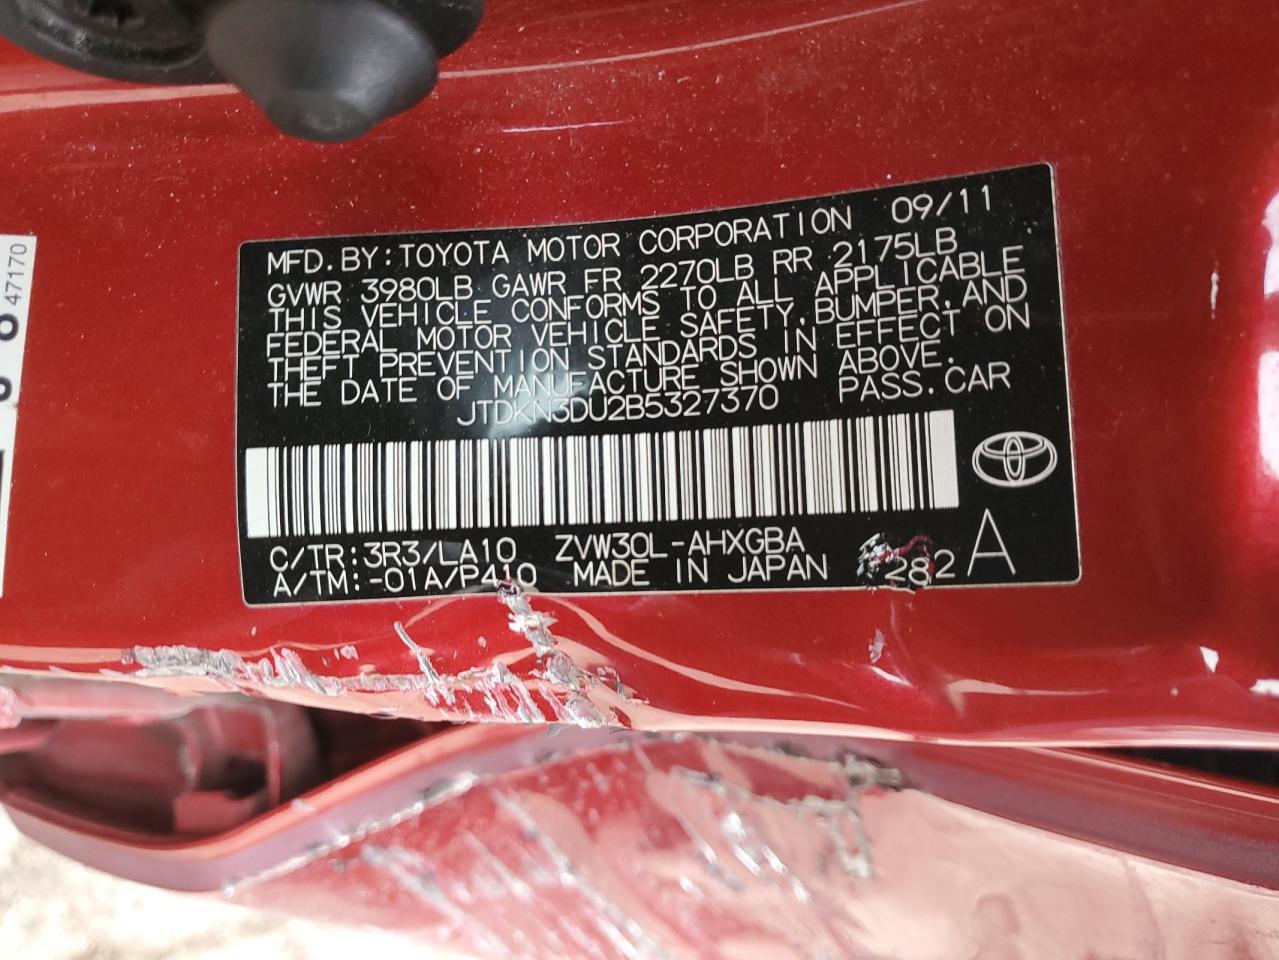 MFD.BY:TOYOTA MOTOR CORPORATION 09/11
GVWR 3980LB GAWR FR 2270LB RR 2175LB
THIS VEHICLE CONFORMS TO ALL APPLICABLE
FEDERAL MOTOR VEHICLE SAFETY,BUMPER,AND
THEFT PREVENTION STANDARDS IN EFFECT ON
THE DATE OF MANUFACTURE SHOWN ABOVE.
JTDKN3DU2B5327370 PASS.CAR
C/TR:3R3/LA10 ZVW30L-AHXGBA
A/TM:-01A/P410 MADE IN JAPAN 282 A
47170